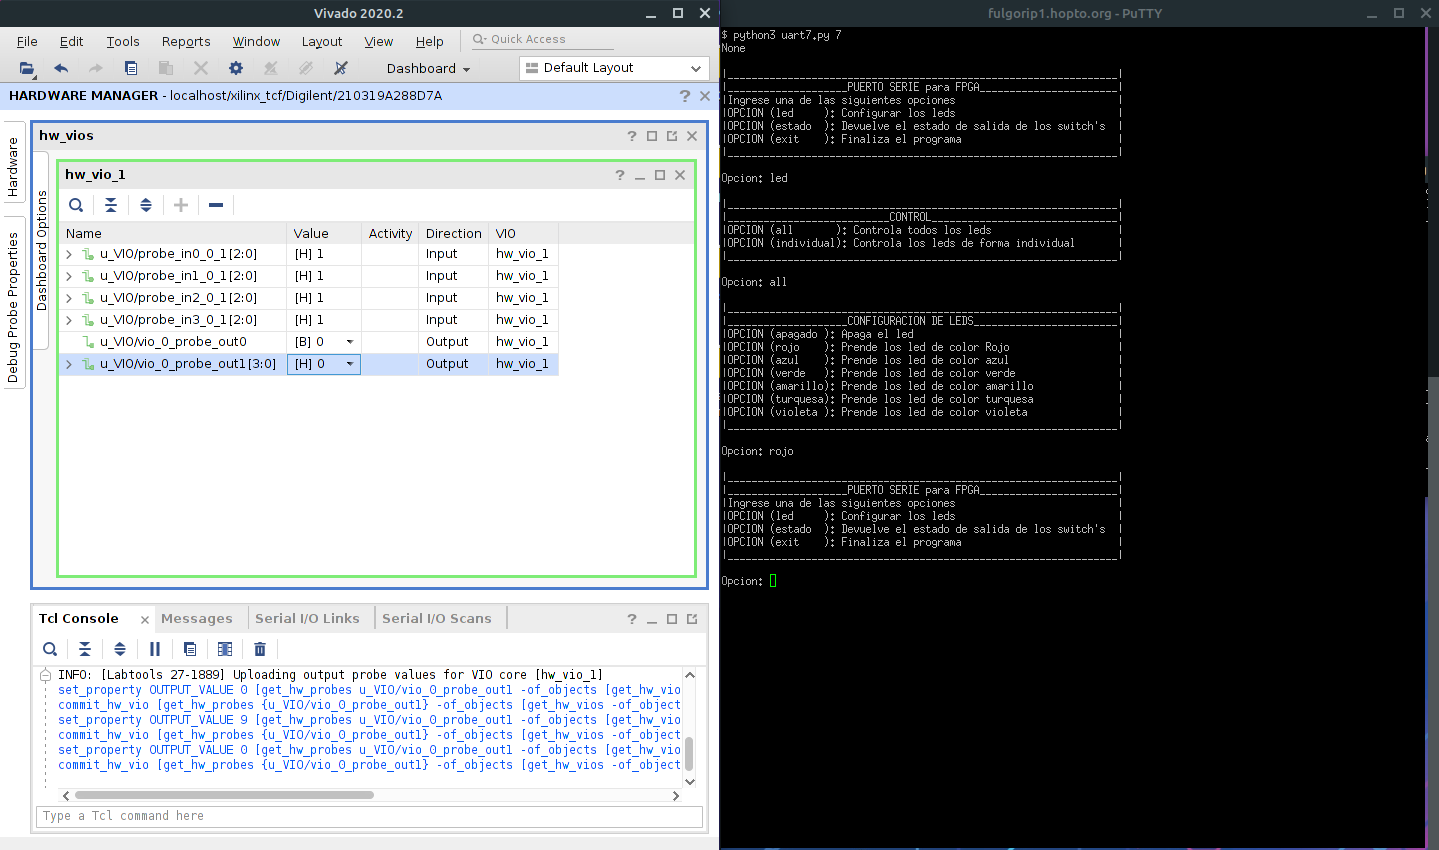 Vivado 2020.2
File Edit Tools Reports Window Layout View Help Quick Access
Dashboard Default Layout
HARDWARE MANAGER - localhost/xilinx_tcf/Digilent/210319A288D7A
Hardware
Debug Probe Properties
Dashboard Options
hw_vios
hw_vio_1
Name Value Activity Direction VIO
u_VIO/probe_in0_0_1[2:0] [H] 1 Input hw_vio_1
u_VIO/probe_in1_0_1[2:0] [H] 1 Input hw_vio_1
u_VIO/probe_in2_0_1[2:0] [H] 1 Input hw_vio_1
u_VIO/probe_in3_0_1[2:0] [H] 1 Input hw_vio_1
u_VIO/vio_0_probe_out0 [B] 0 Output hw_vio_1
u_VIO/vio_0_probe_out1[3:0] [H] 0 Output hw_vio_1
Tcl Console Messages Serial I/O Links Serial I/O Scans
INFO: [Labtools 27-1889] Uploading output probe values for VIO core [hw_vio_1]
set_property OUTPUT_VALUE 0 [get_hw_probes u_VIO/vio_0_probe_out1 -of_objects [get_hw_vio
commit_hw_vio [get_hw_probes {u_VIO/vio_0_probe_out1} -of_objects [get_hw_vios -of_object
set_property OUTPUT_VALUE 9 [get_hw_probes u_VIO/vio_0_probe_out1 -of_objects [get_hw_vio
commit_hw_vio [get_hw_probes {u_VIO/vio_0_probe_out1} -of_objects [get_hw_vios -of_object
set_property OUTPUT_VALUE 0 [get_hw_probes u_VIO/vio_0_probe_out1 -of_objects [get_hw_vio
commit_hw_vio [get_hw_probes {u_VIO/vio_0_probe_out1} -of_objects [get_hw_vios -of_object
Type a Tcl command here
fulgorip1.hopto.org - PuTTY
$ python3 uart7.py 7
None
|____________________PUERTO SERIE para FPGA_______________________|
|Ingrese una de las siguientes opciones |
|OPCION (led     ): Configurar los leds |
|OPCION (estado  ): Devuelve el estado de salida de los switch's |
|OPCION (exit    ): Finaliza el programa |
Opcion: led
|___________________________CONTROL_______________________________|
|OPCION (all       ): Controla todos los leds |
|OPCION (individual): Controla los leds de forma individual |
Opcion: all
|____________________CONFIGURACION DE LEDS________________________|
|OPCION (apagado ): Apaga el led |
|OPCION (rojo    ): Prende los led de color Rojo |
|OPCION (azul    ): Prende los led de color azul |
|OPCION (verde   ): Prende los led de color verde |
|OPCION (amarillo): Prende los led de color amarillo |
|OPCION (turquesa): Prende los led de color turquesa |
|OPCION (violeta ): Prende los led de color violeta |
Opcion: rojo
|____________________PUERTO SERIE para FPGA_______________________|
|Ingrese una de las siguientes opciones |
|OPCION (led     ): Configurar los leds |
|OPCION (estado  ): Devuelve el estado de salida de los switch's |
|OPCION (exit    ): Finaliza el programa |
Opcion: